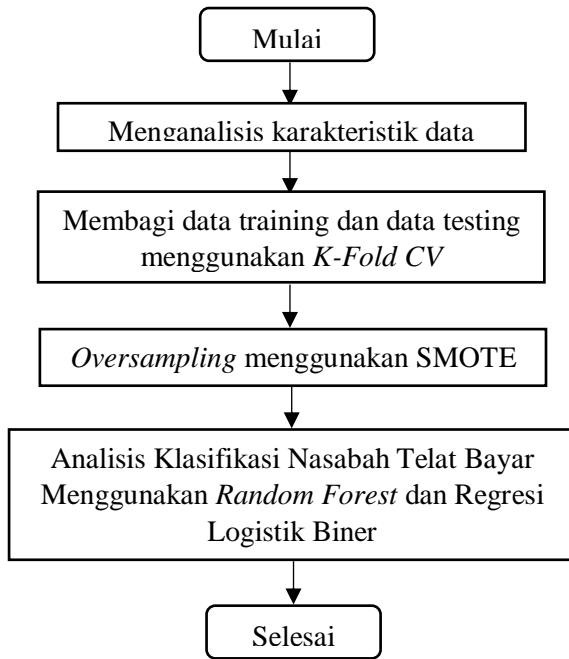 Mulai
Menganalisis karakteristik data
Membagi data training dan data testing
menggunakan K-Fold CV
Oversampling menggunakan SMOTE
Analisis Klasifikasi Nasabah Telat Bayar
Menggunakan Random Forest dan Regresi
Logistik Biner
Selesai